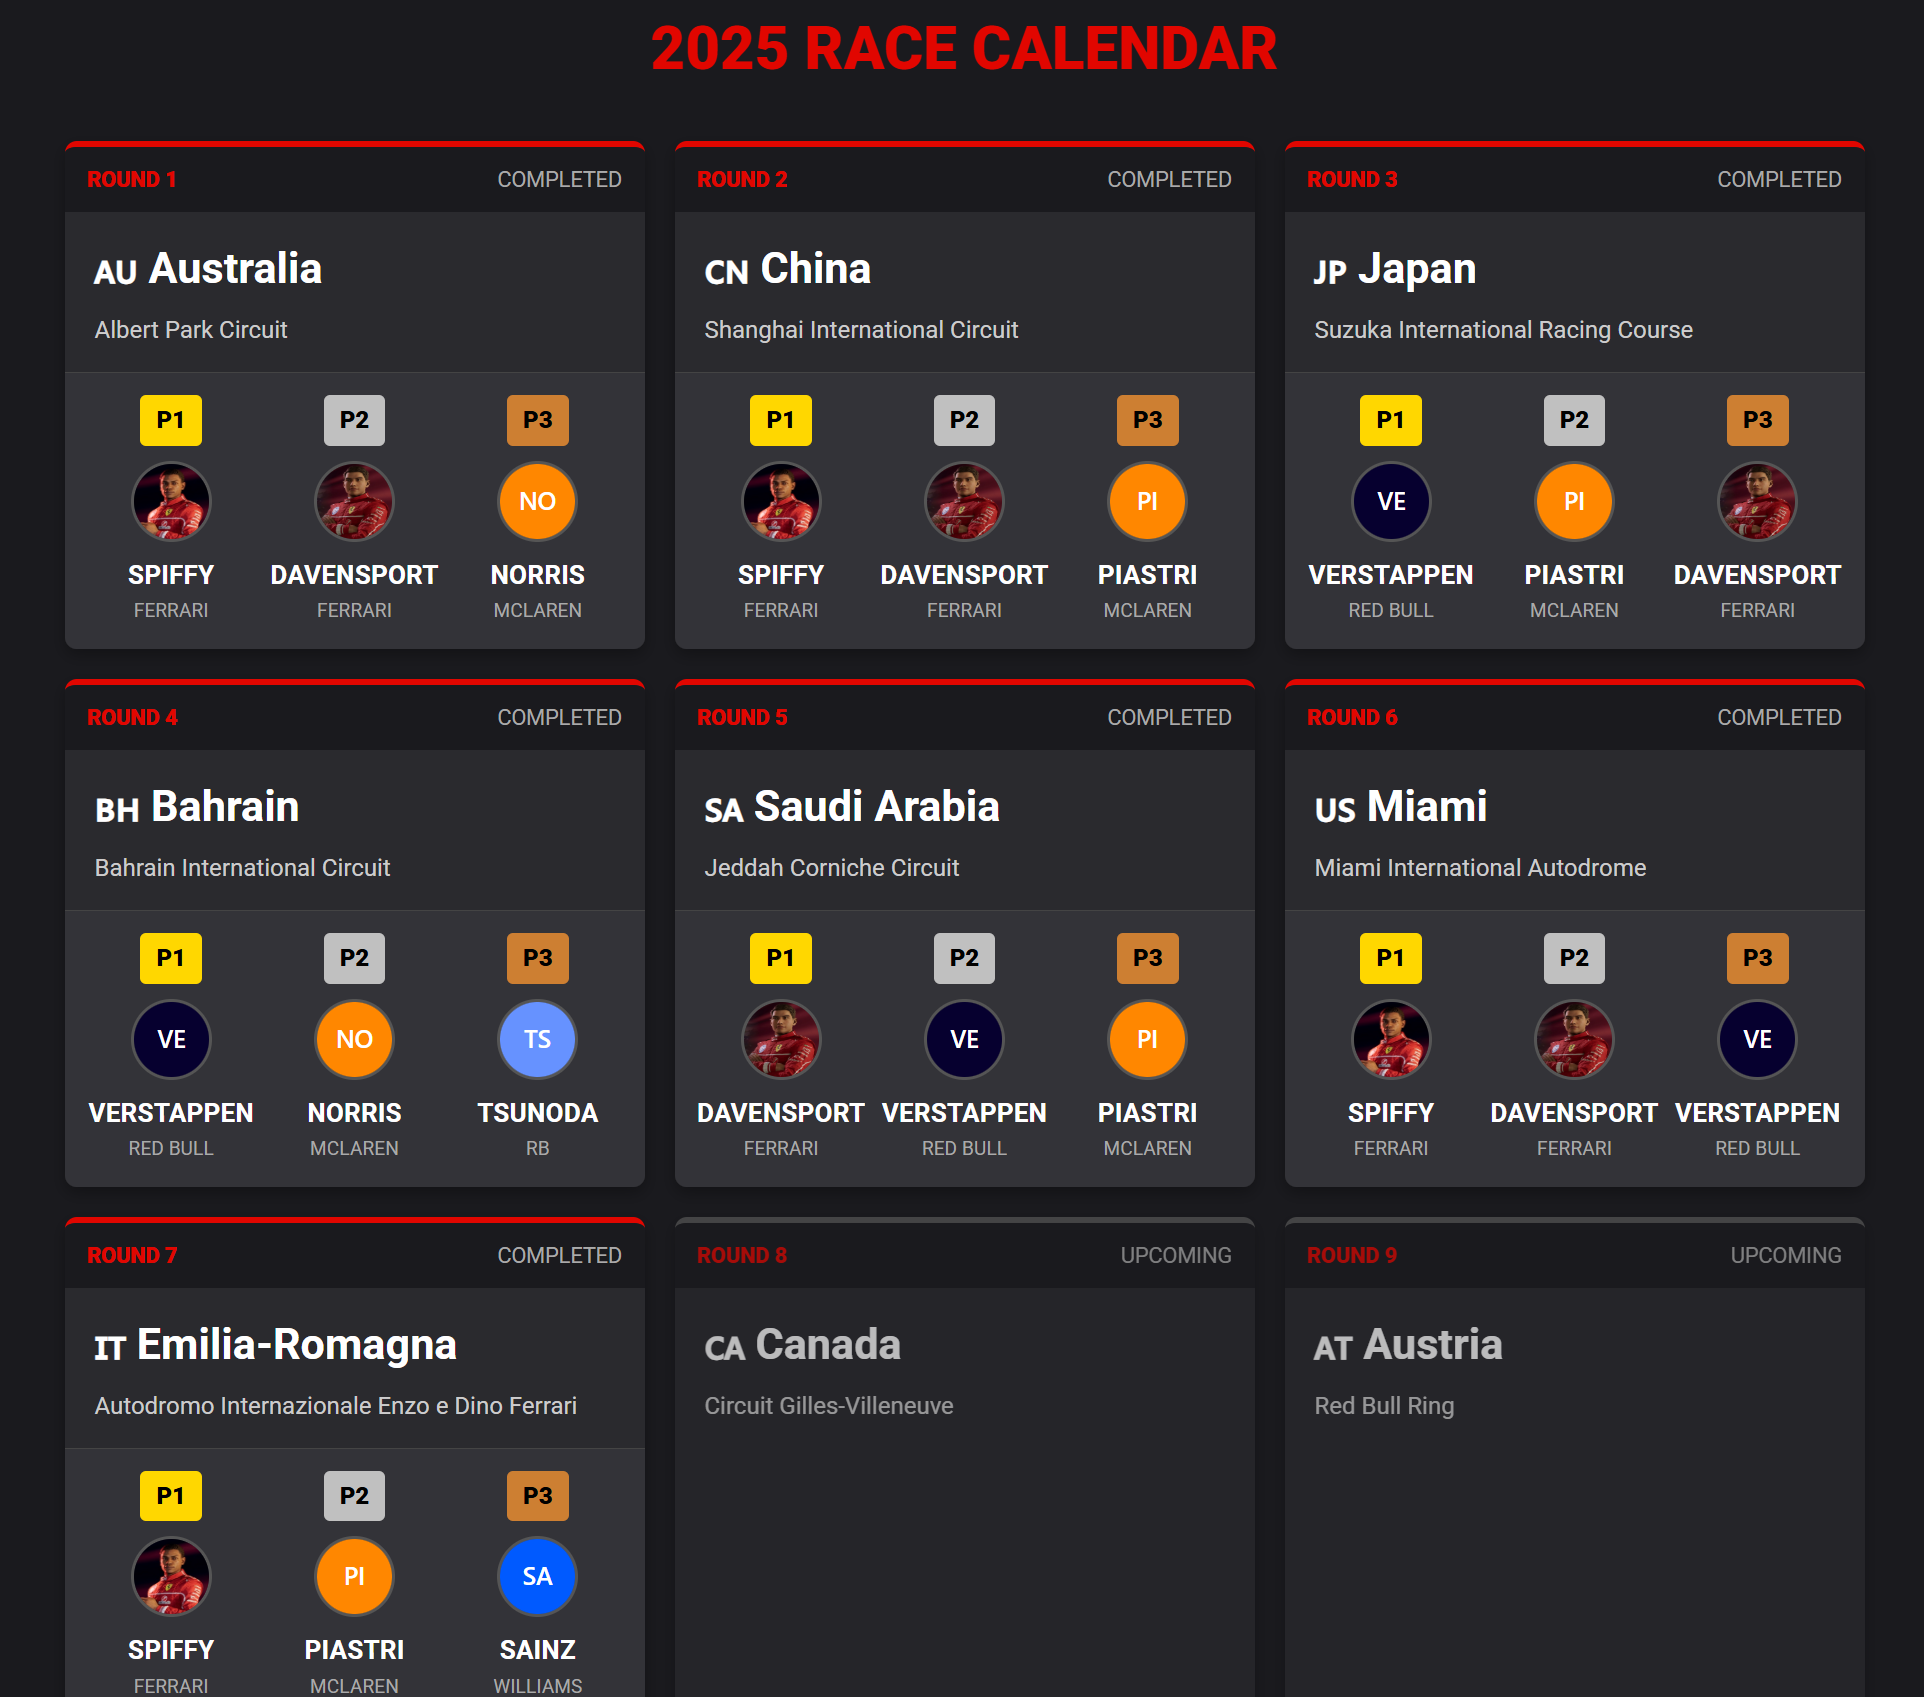 2025 RACE CALENDAR
ROUND 1 COMPLETED
AU Australia
Albert Park Circuit
P1 P2 P3
NO
SPIFFY DAVENSPORT NORRIS
FERRARI FERRARI MCLAREN
ROUND 2 COMPLETED
CN China
Shanghai International Circuit
P1 P2 P3
PI
SPIFFY DAVENSPORT PIASTRI
FERRARI FERRARI MCLAREN
ROUND 3 COMPLETED
JP Japan
Suzuka International Racing Course
P1 P2 P3
VE PI
VERSTAPPEN PIASTRI DAVENSPORT
RED BULL MCLAREN FERRARI
ROUND 4 COMPLETED
BH Bahrain
Bahrain International Circuit
P1 P2 P3
VE NO TS
VERSTAPPEN NORRIS TSUNODA
RED BULL MCLAREN RB
ROUND 5 COMPLETED
SA Saudi Arabia
Jeddah Corniche Circuit
P1 P2 P3
VE PI
DAVENSPORT VERSTAPPEN PIASTRI
FERRARI RED BULL MCLAREN
ROUND 6 COMPLETED
US Miami
Miami International Autodrome
P1 P2 P3
VE
SPIFFY DAVENSPORT VERSTAPPEN
FERRARI FERRARI RED BULL
ROUND 7 COMPLETED
IT Emilia-Romagna
Autodromo Internazionale Enzo e Dino Ferrari
P1 P2 P3
PI SA
SPIFFY PIASTRI SAINZ
FERRARI MCLAREN WILLIAMS
ROUND 8 UPCOMING
CA Canada
Circuit Gilles-Villeneuve
ROUND 9 UPCOMING
AT Austria
Red Bull Ring